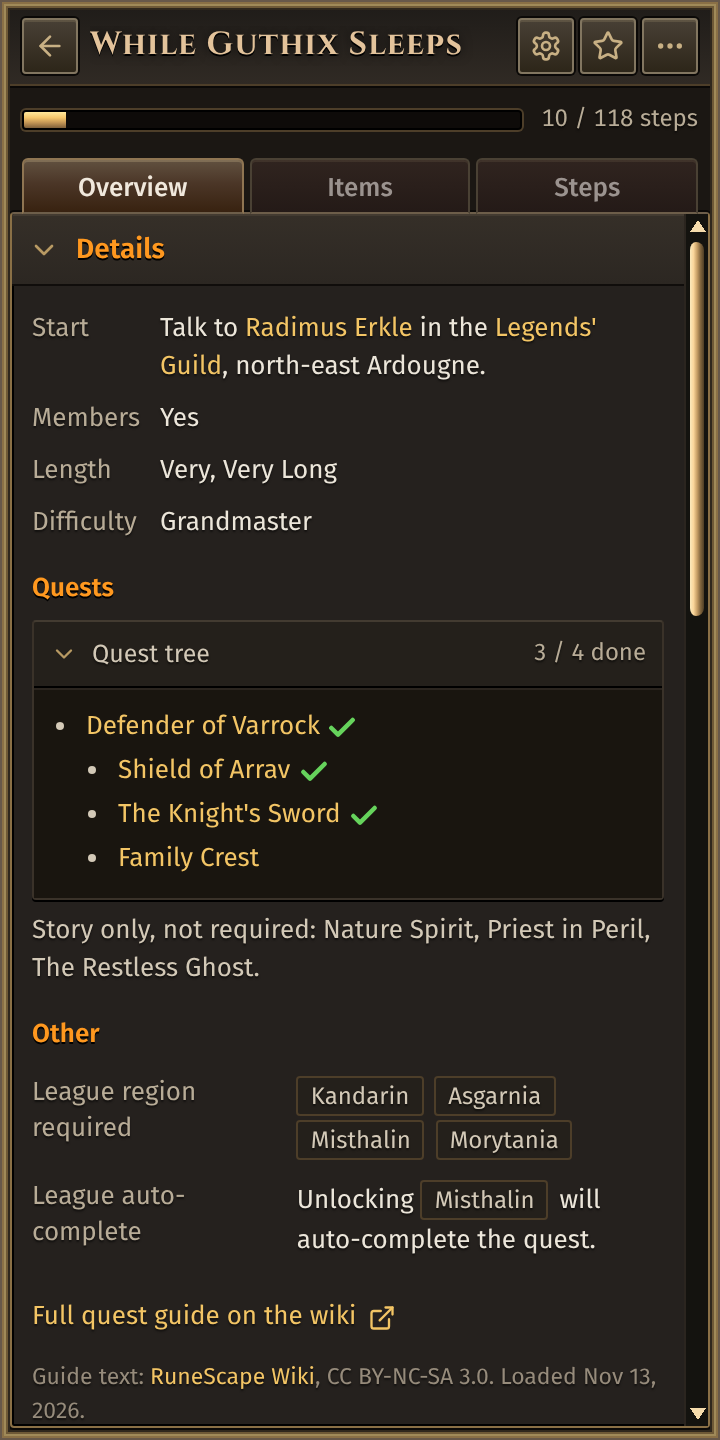 While Guthix Sleeps
10 / 118 steps
Overview
Items
Steps
Details
Start
Talk to Radimus Erkle in the Legends'
Guild, north-east Ardougne.
Members
Yes
Length
Very, Very Long
Difficulty
Grandmaster
Quests
Quest tree
3 / 4 done
Defender of Varrock
Shield of Arrav
The Knight's Sword
Family Crest
Story only, not required: Nature Spirit, Priest in Peril,
The Restless Ghost.
Other
League region
required
Kandarin
Asgarnia
Misthalin
Morytania
League auto-
complete
Unlocking Misthalin will
auto-complete the quest.
Full quest guide on the wiki
Guide text: RuneScape Wiki, CC BY-NC-SA 3.0. Loaded Nov 13,
2026.